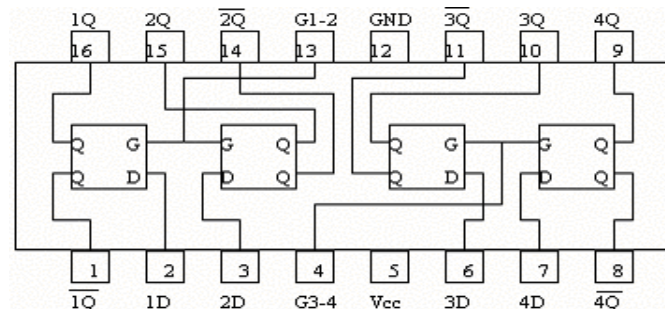 1Q 2Q 2Q G1-2 GND 3Q 3Q 4Q
16 15 14 13 12 11 10 9
Q G G Q Q G G Q
Q D D Q Q D D Q
1 2 3 4 5 6 7 8
1Q 1D 2D G3-4 Vcc 3D 4D 4Q